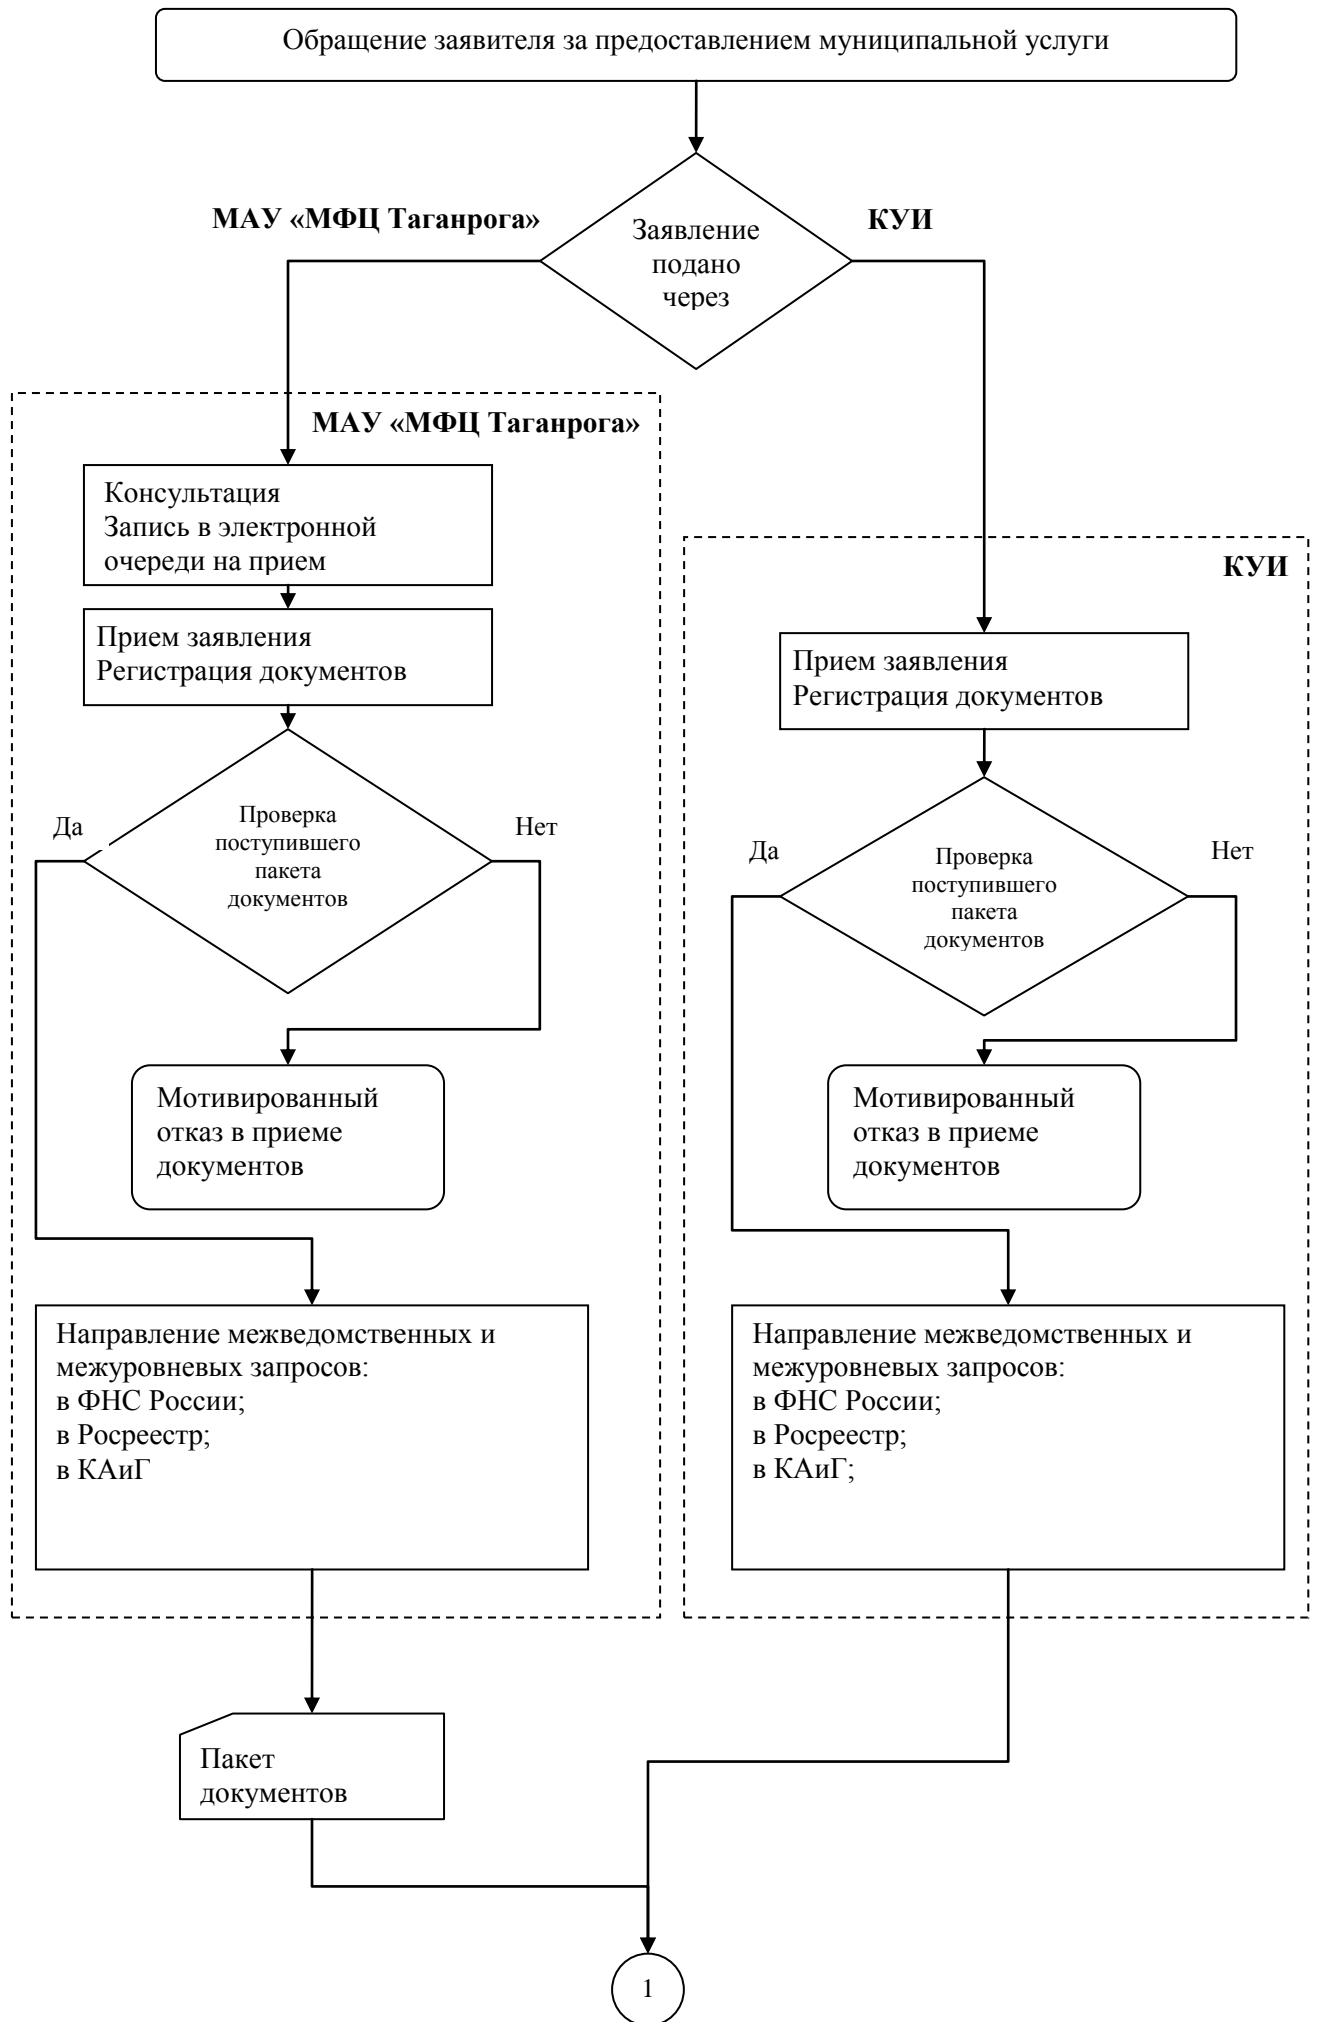 Обращение заявителя за предоставлением муниципальной услуги
МАУ «МФЦ Таганрога»
КУИ
Заявление
подано
через
МАУ «МФЦ Таганрога»
Консультация
Запись в электронной
очереди на прием
Прием заявления
Регистрация документов
Да
Проверка
поступившего
пакета
документов
Нет
Мотивированный
отказ в приеме
документов
Направление межведомственных и
межуровневых запросов:
в ФНС России;
в Росреестр;
в КАиГ
КУИ
Прием заявления
Регистрация документов
Да
Проверка
поступившего
пакета
документов
Нет
Мотивированный
отказ в приеме
документов
Направление межведомственных и
межуровневых запросов:
в ФНС России;
в Росреестр;
в КАиГ;
Пакет
документов
1